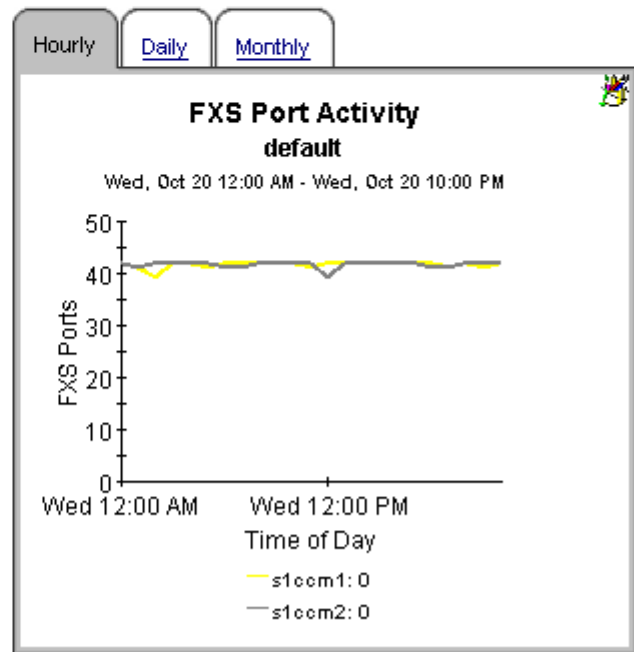 Hourly Daily Monthly
FXS Port Activity
default
Wed, Oct 20 12:00 AM - Wed, Oct 20 10:00 PM
50
40
30
20
10
0
FXS Ports
Wed 12:00 AM Wed 12:00 PM
Time of Day
s1ccm1: 0
s1ccm2: 0